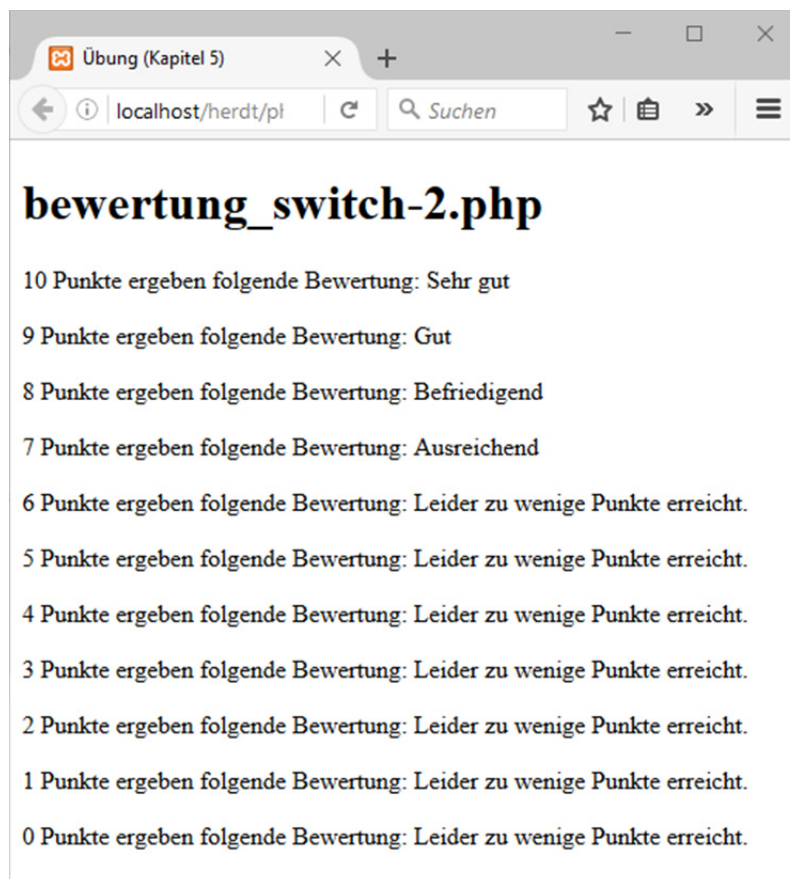 Übung (Kapitel 5)
localhost/herdt/pl
Suchen
bewertung_switch-2.php
10 Punkte ergeben folgende Bewertung: Sehr gut
9 Punkte ergeben folgende Bewertung: Gut
8 Punkte ergeben folgende Bewertung: Befriedigend
7 Punkte ergeben folgende Bewertung: Ausreichend
6 Punkte ergeben folgende Bewertung: Leider zu wenige Punkte erreicht.
5 Punkte ergeben folgende Bewertung: Leider zu wenige Punkte erreicht.
4 Punkte ergeben folgende Bewertung: Leider zu wenige Punkte erreicht.
3 Punkte ergeben folgende Bewertung: Leider zu wenige Punkte erreicht.
2 Punkte ergeben folgende Bewertung: Leider zu wenige Punkte erreicht.
1 Punkte ergeben folgende Bewertung: Leider zu wenige Punkte erreicht.
0 Punkte ergeben folgende Bewertung: Leider zu wenige Punkte erreicht.